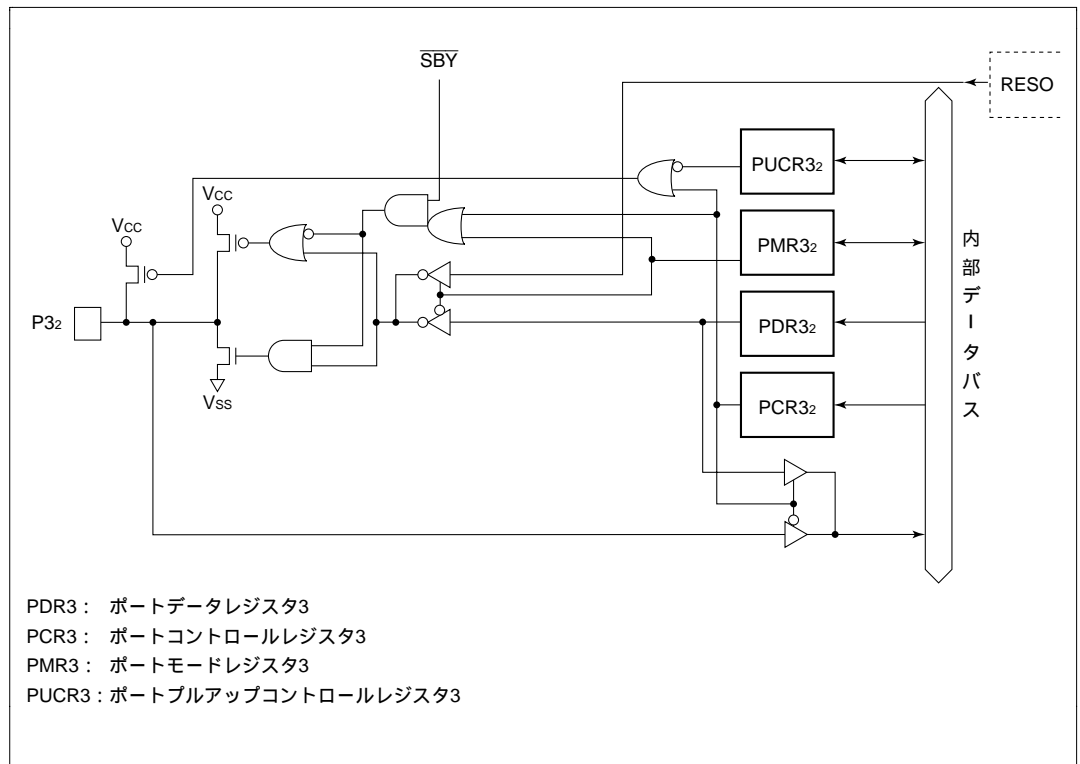 SBY
RESO
PUCR32
VCC
VCC
PMR32
内部データバス
P32
PDR32
VSS
PCR32
PDR3： ポートデータレジスタ3
PCR3： ポートコントロールレジスタ3
PMR3： ポートモードレジスタ3
PUCR3：ポートプルアップコントロールレジスタ3